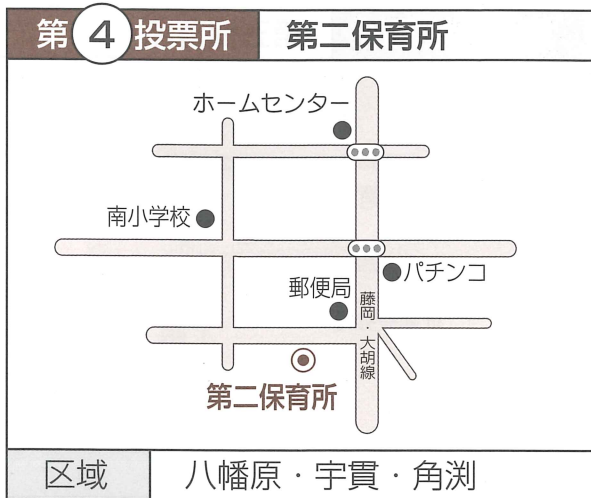 第4投票所 第二保育所
ホームセンター
南小学校
パチンコ
郵便局
藤岡・大胡線
第二保育所
区域 八幡原・宇貫・角渕